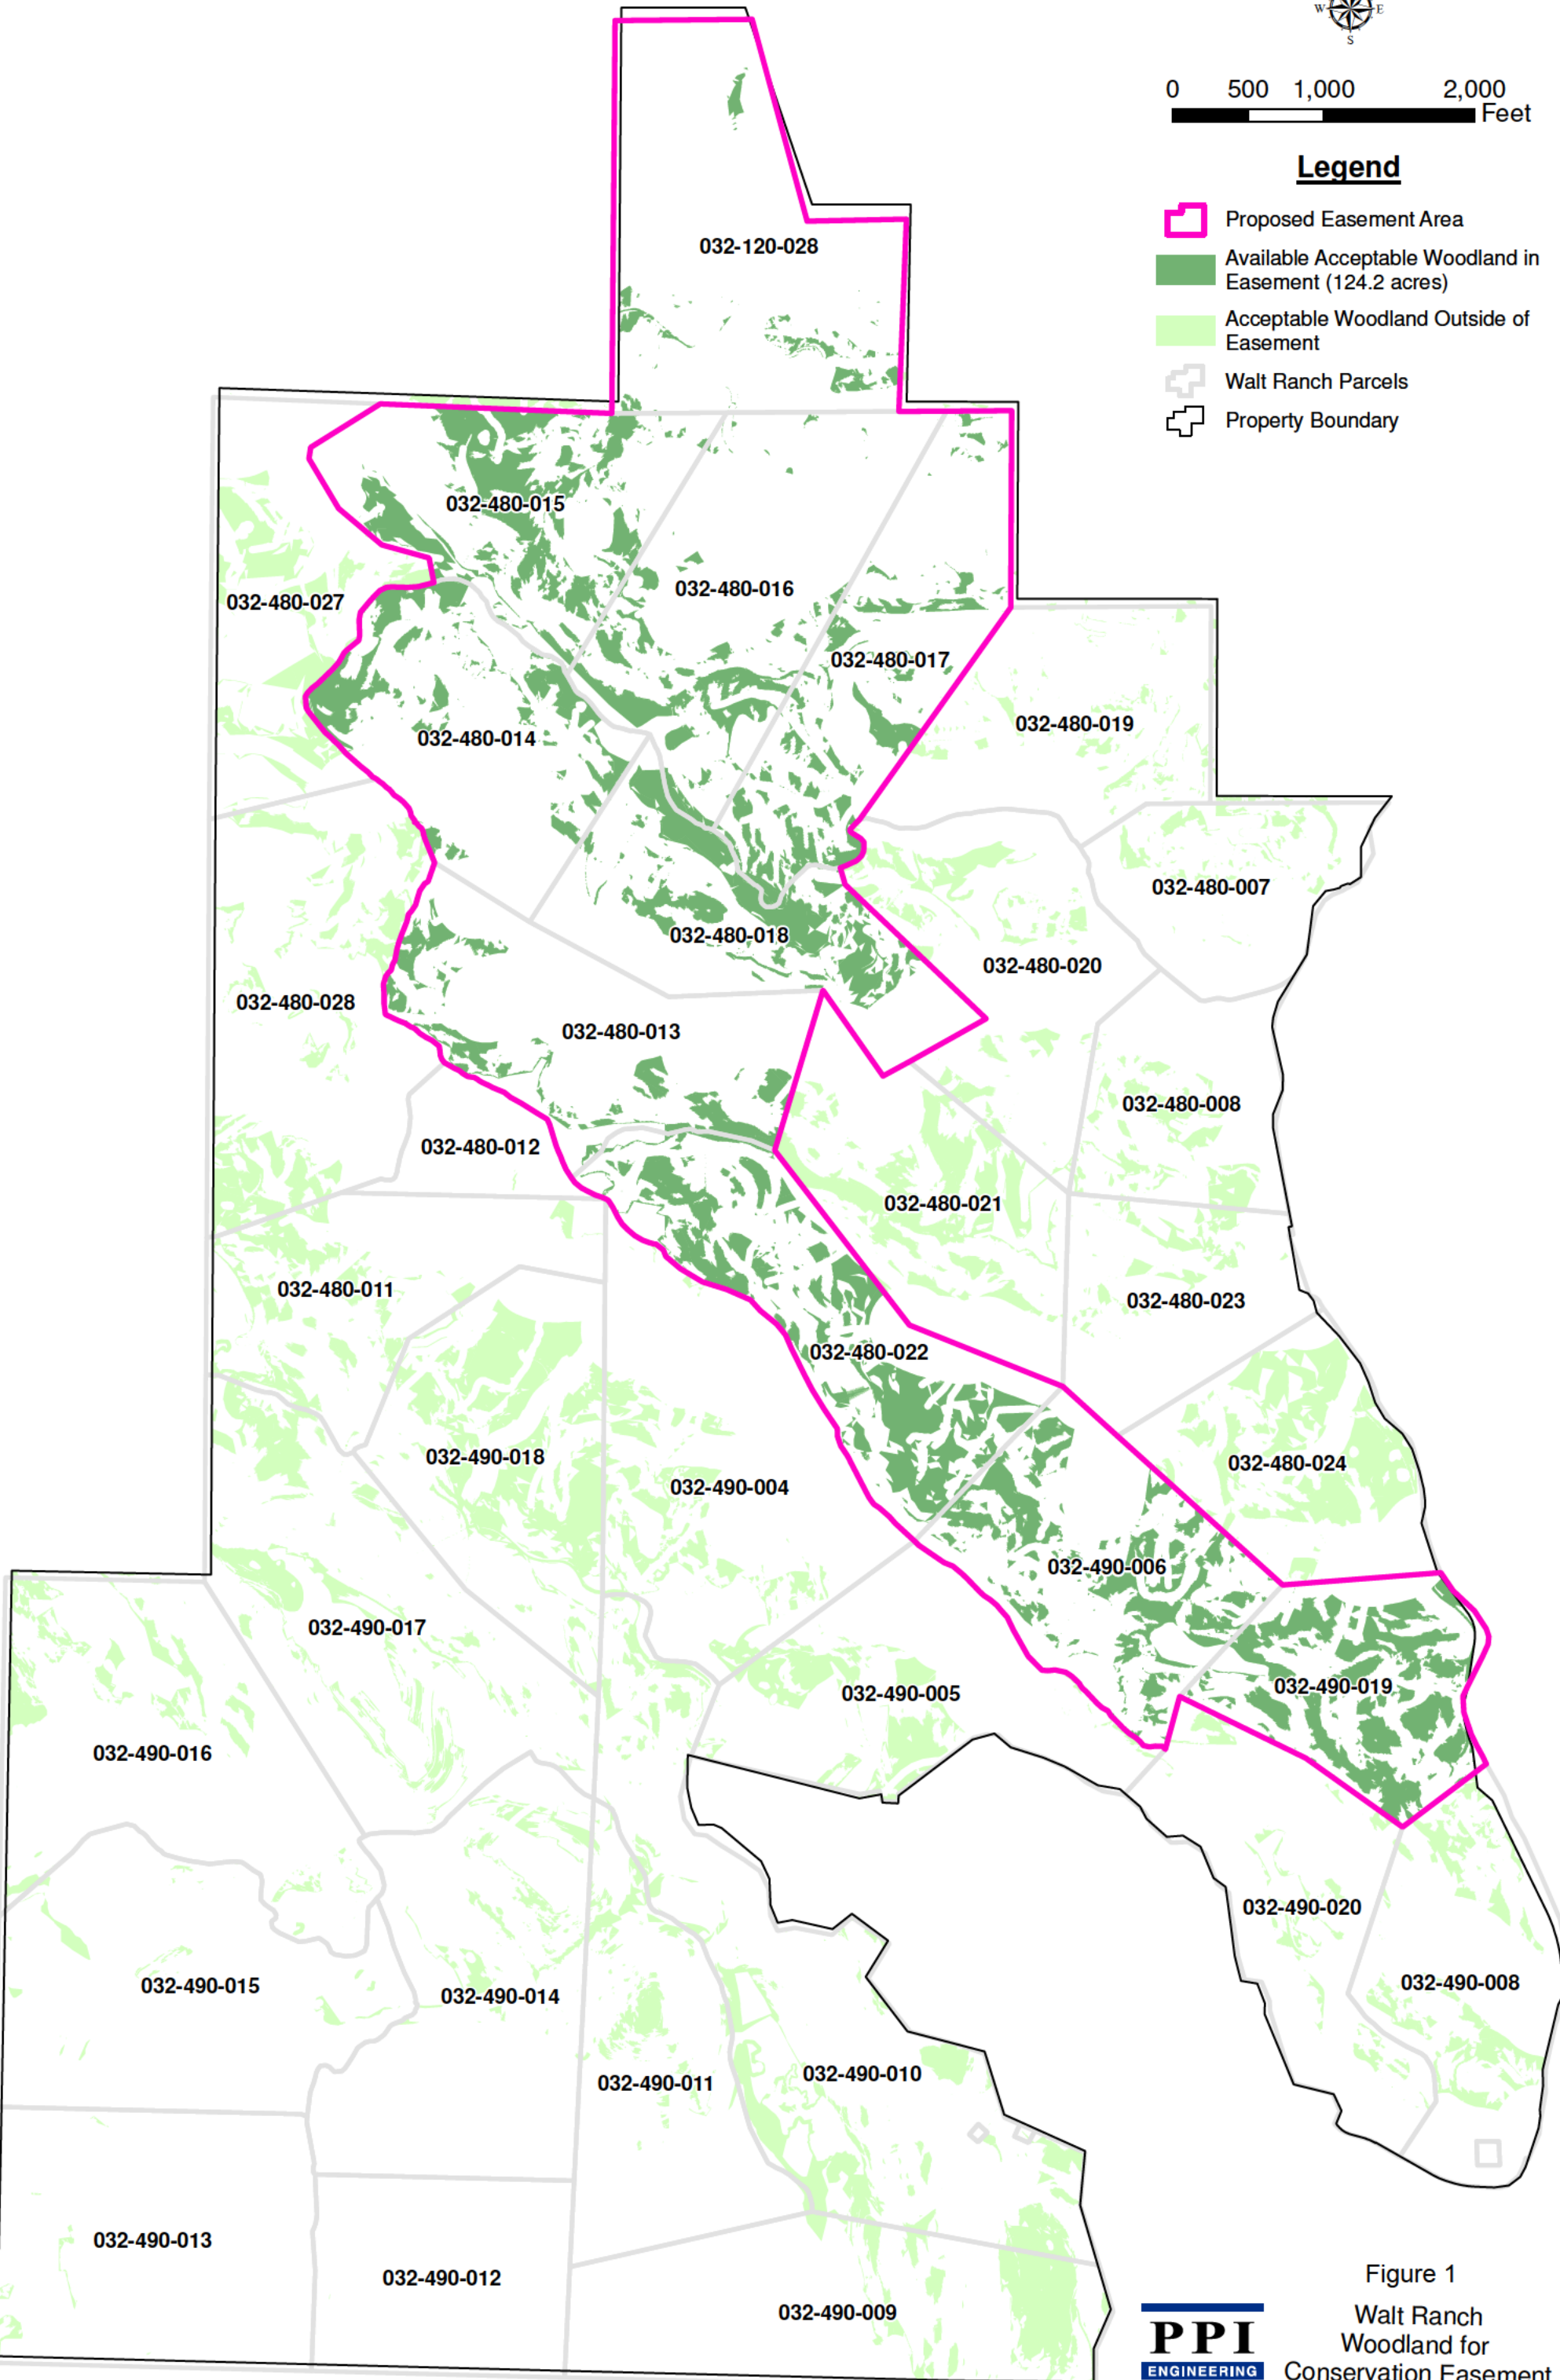 W E
S
0 500 1,000 2,000
Feet
Legend
Proposed Easement Area
Available Acceptable Woodland in
Easement (124.2 acres)
Acceptable Woodland Outside of
Easement
Walt Ranch Parcels
Property Boundary
032-120-028
032-480-015
032-480-016
032-480-027
032-480-017
032-480-019
032-480-014
032-480-007
032-480-018
032-480-020
032-480-028
032-480-013
032-480-008
032-480-012
032-480-021
032-480-011
032-480-023
032-480-022
032-490-018
032-480-024
032-490-004
032-490-006
032-490-017
032-490-019
032-490-005
032-490-016
032-490-020
032-490-008
032-490-015
032-490-014
032-490-010
032-490-011
032-490-013
032-490-012
032-490-009
Figure 1
Walt Ranch
Woodland for
Conservation Easement
PPI
ENGINEERING